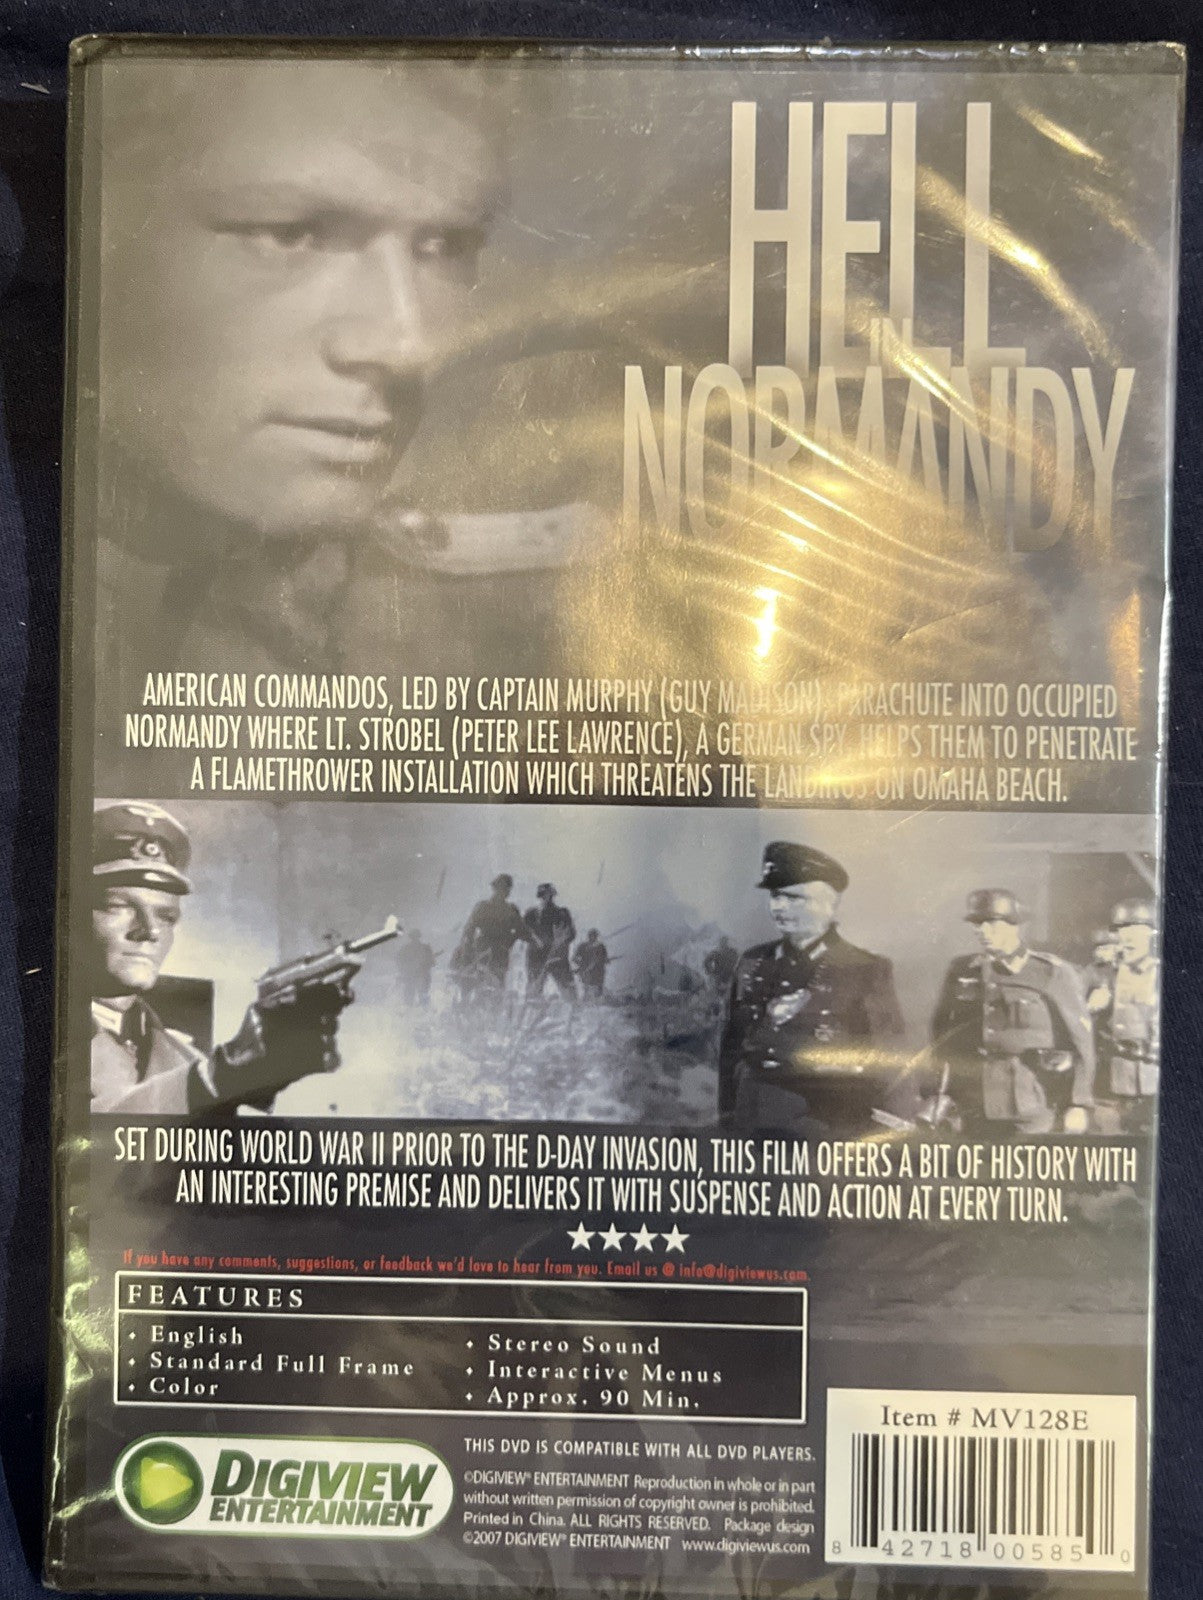 HELL
IN
NORMANDY
AMERICAN COMMANDOS, LED BY CAPTAIN MURPHY (GUY MADISON), PARACHUTE INTO OCCUPIED
NORMANDY WHERE LT. STROBEL (PETER LEE LAWRENCE), A GERMAN SPY, HELPS THEM TO PENETRATE
A FLAMETHROWER INSTALLATION WHICH THREATENS THE LANDINGS ON OMAHA BEACH.
SET DURING WORLD WAR II PRIOR TO THE D-DAY INVASION, THIS FILM OFFERS A BIT OF HISTORY WITH
AN INTERESTING PREMISE AND DELIVERS IT WITH SUSPENSE AND ACTION AT EVERY TURN.
★★★★
If you have any comments, suggestions, or feedback we'd love to hear from you. Email us @ info@digiviewus.com.
FEATURES
• English
• Standard Full Frame
• Color
• Stereo Sound
• Interactive Menus
• Approx. 90 Min.
DIGIVIEW
ENTERTAINMENT
THIS DVD IS COMPATIBLE WITH ALL DVD PLAYERS.
©DIGIVIEW® ENTERTAINMENT Reproduction in whole or in part
without written permission of copyright owner is prohibited.
Printed in China. ALL RIGHTS RESERVED. Package design
©2007 DIGIVIEW® ENTERTAINMENT www.digiviewus.com
Item # MV128E
8 42718 00585 0